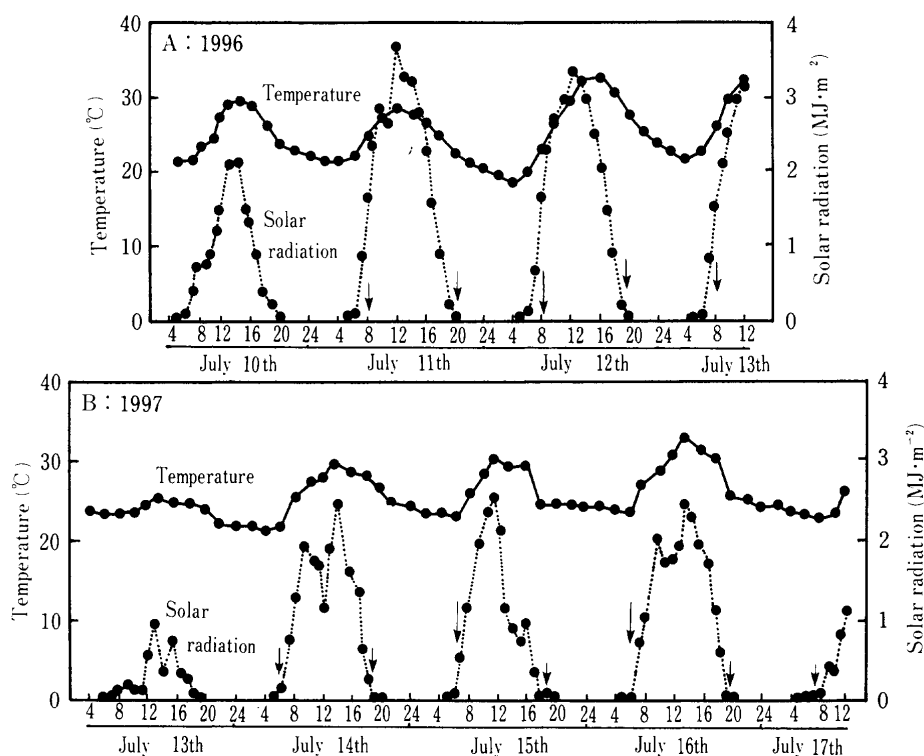 A : 1996
Temperature (℃)
40
30
20
10
0
Temperature
Solar
radiation
4
3
2
1
0
Solar radiation (MJ·m⁻²)
4 8 12 16 20 24 4 8 12 16 20 24 4 8 12 16 20 24 4 8 12
July 10th July 11th July 12th July 13th
B : 1997
Temperature (℃)
40
30
20
10
0
Temperature
Solar
radiation
4
3
2
1
0
Solar radiation (MJ·m⁻²)
4 8 12 16 20 24 4 8 12 16 20 24 4 8 12 16 20 24 4 8 12 16 20 24 4 8 12
July 13th July 14th July 15th July 16th July 17th